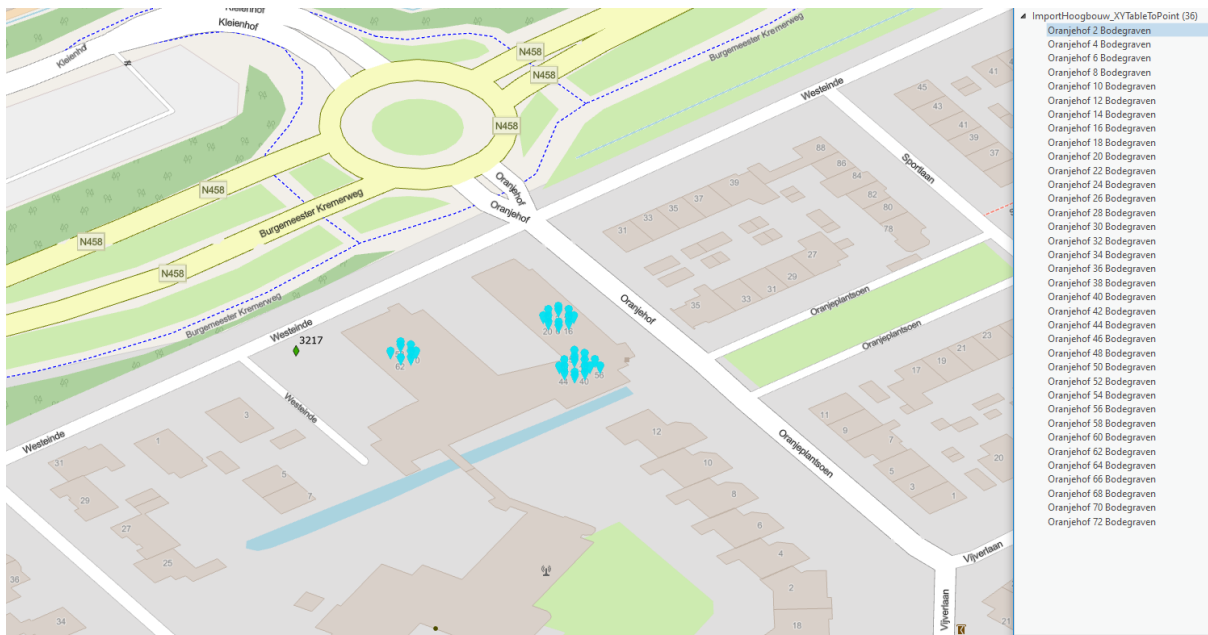 Kleienhof
Kleienhof
Kleienhof
N458
N458
Burgemeester Kremerweg
Westeinde
45
43
41
41
39
37
N458
88
86
84
82
80
78
Sportlaan
N458
Oranjehof
Oranjehof
Burgemeester Kremerweg
39
37
35
33
31
N458
27
29
31
33
35
N458
Burgemeester Kremerweg
Oranjehof
Oranjeplantsoen
Oranjeplantsoen
Westeinde
3217
20
16
62
44
40
56
23
21
19
17
Westeinde
Westeinde
3
1
31
5
7
29
27
25
12
10
8
6
4
2
18
Oranjeplantsoen
11
9
7
5
3
1
20
36
34
Vijverlaan
Vijverlaan
21
ImportHoogbouw_XYTableToPoint (36)
Oranjehof 2 Bodegraven
Oranjehof 4 Bodegraven
Oranjehof 6 Bodegraven
Oranjehof 8 Bodegraven
Oranjehof 10 Bodegraven
Oranjehof 12 Bodegraven
Oranjehof 14 Bodegraven
Oranjehof 16 Bodegraven
Oranjehof 18 Bodegraven
Oranjehof 20 Bodegraven
Oranjehof 22 Bodegraven
Oranjehof 24 Bodegraven
Oranjehof 26 Bodegraven
Oranjehof 28 Bodegraven
Oranjehof 30 Bodegraven
Oranjehof 32 Bodegraven
Oranjehof 34 Bodegraven
Oranjehof 36 Bodegraven
Oranjehof 38 Bodegraven
Oranjehof 40 Bodegraven
Oranjehof 42 Bodegraven
Oranjehof 44 Bodegraven
Oranjehof 46 Bodegraven
Oranjehof 48 Bodegraven
Oranjehof 50 Bodegraven
Oranjehof 52 Bodegraven
Oranjehof 54 Bodegraven
Oranjehof 56 Bodegraven
Oranjehof 58 Bodegraven
Oranjehof 60 Bodegraven
Oranjehof 62 Bodegraven
Oranjehof 64 Bodegraven
Oranjehof 66 Bodegraven
Oranjehof 68 Bodegraven
Oranjehof 70 Bodegraven
Oranjehof 72 Bodegraven